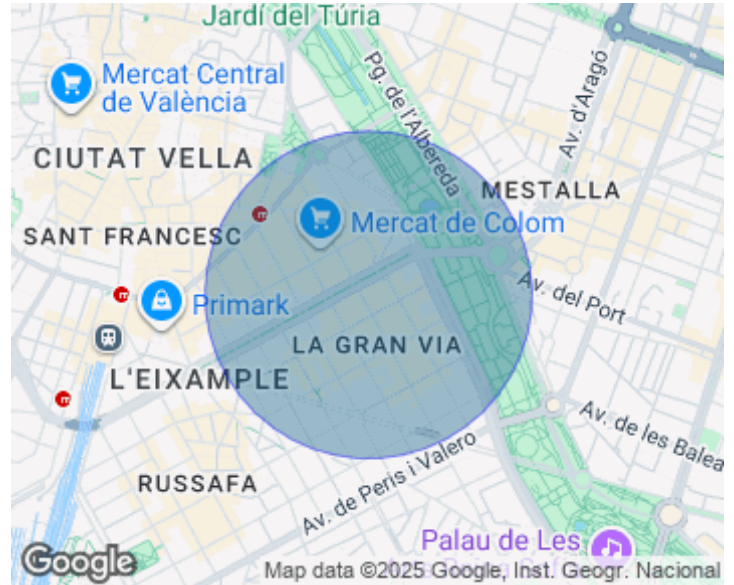 Jardí del Túria
Mercat Central
de València
Pg. de l'Albereda
Av. d'Aragó
CIUTAT VELLA
MESTALLA
Mercat de Colom
SANT FRANCESC
Primark
Av. del Port
LA GRAN VIA
L'EIXAMPLE
Av. de les Balea
Av. de Peris i Valero
RUSSAFA
Palau de Les
Google
Map data ©2025 Google, Inst. Geogr. Nacional